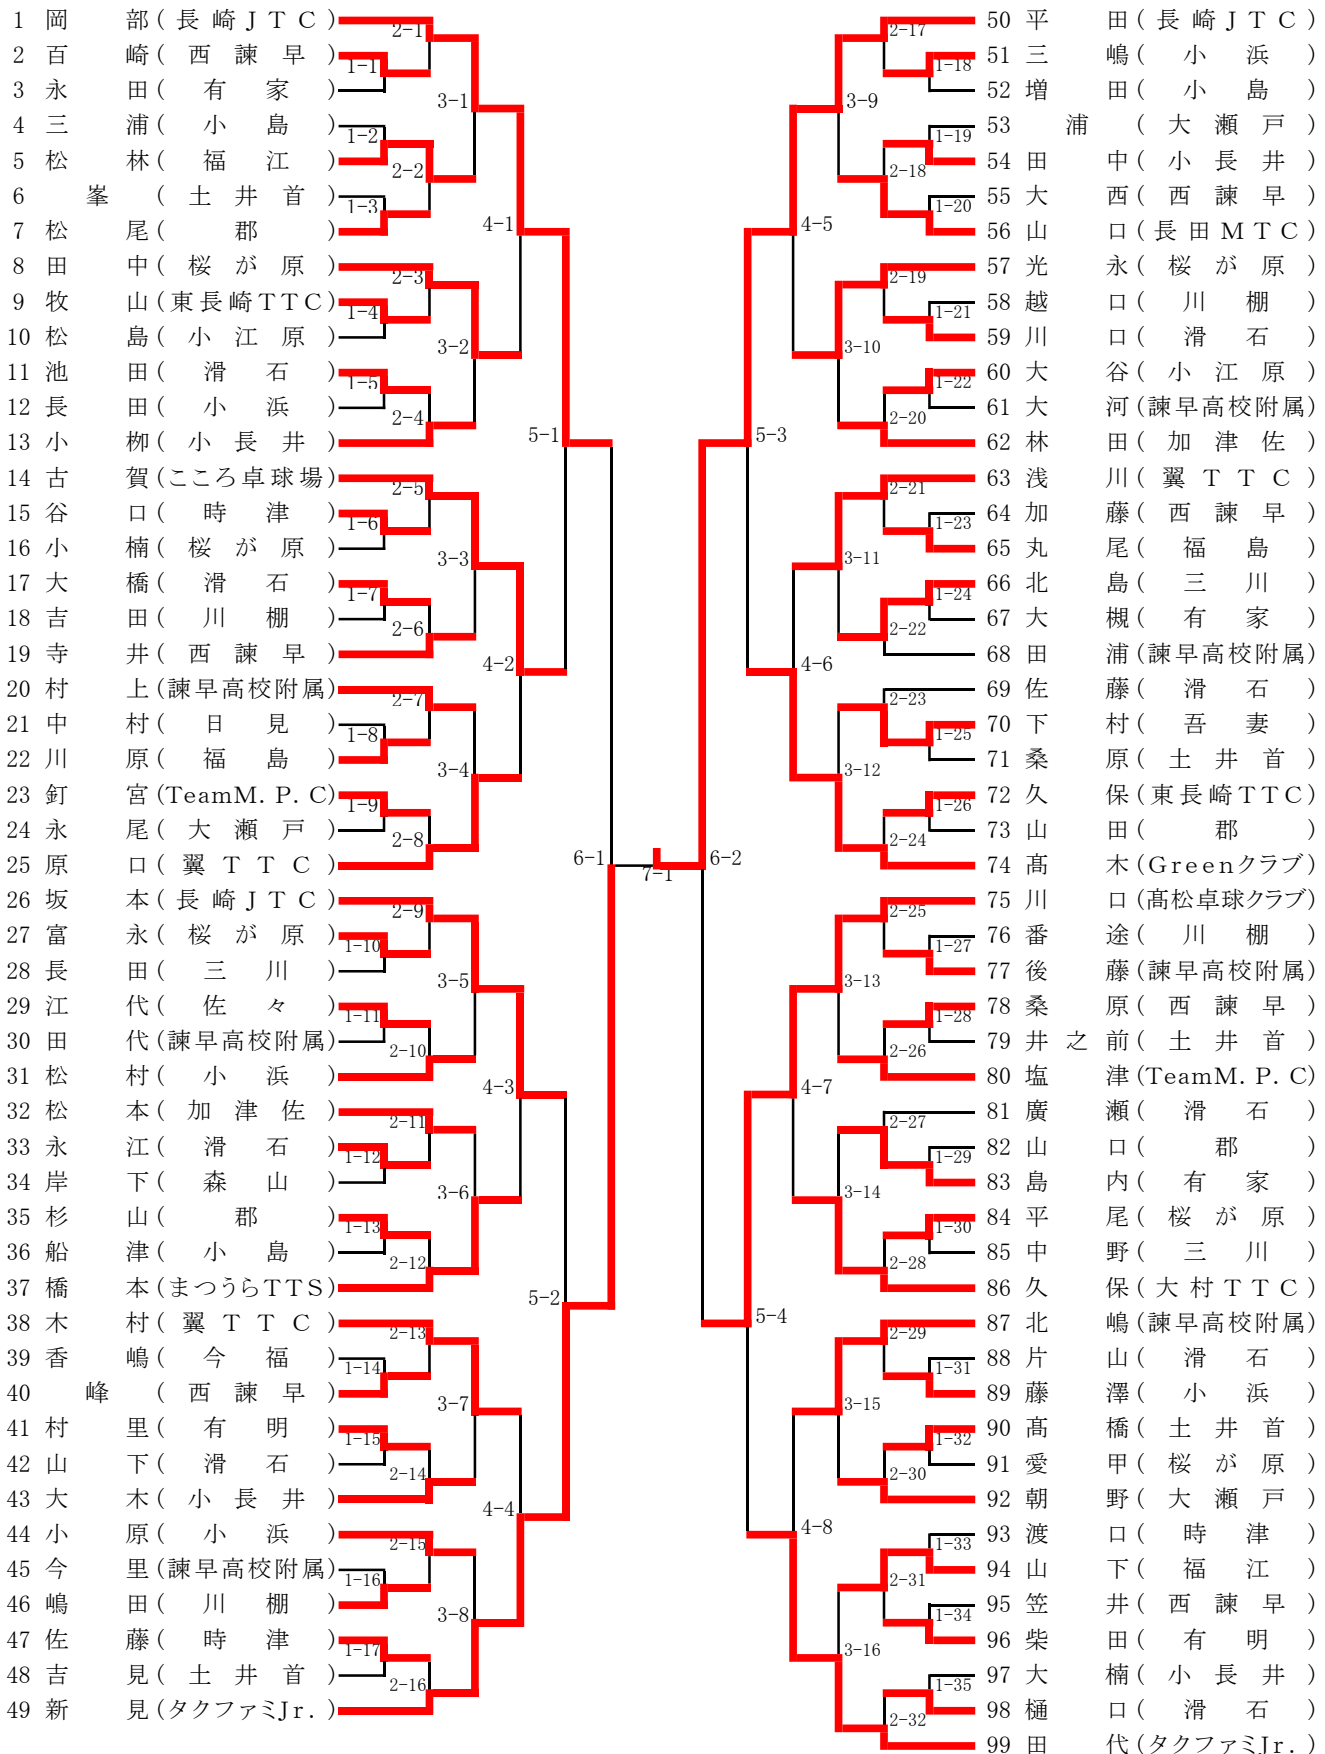 1 岡 部 ( 長 崎 J T C )
2 百 崎 ( 西 諫 早 )
3 永 田 ( 有 家 )
4 三 浦 ( 小 島 )
5 松 林 ( 福 江 )
6 峯 ( 土 井 首 )
7 松 尾 ( 郡 )
8 田 中 ( 桜 が 原 )
9 牧 山 (東長崎TTC)
10 松 島 ( 小 江 原 )
11 池 田 ( 滑 石 )
12 長 田 ( 小 浜 )
13 小 栁 ( 小 長 井 )
14 古 賀 (こころ卓球場)
15 谷 口 ( 時 津 )
16 小 楠 ( 桜 が 原 )
17 大 橋 ( 滑 石 )
18 吉 田 ( 川 棚 )
19 寺 井 ( 西 諫 早 )
20 村 上 (諫早高校附属)
21 中 村 ( 日 見 )
22 川 原 ( 福 島 )
23 釘 宮 (TeamM.P.C)
24 永 尾 ( 大 瀬 戸 )
25 原 口 ( 翼 T T C )
26 坂 本 ( 長 崎 J T C )
27 富 永 ( 桜 が 原 )
28 長 田 ( 三 川 )
29 江 代 ( 佐 々 )
30 田 代 (諫早高校附属)
31 松 村 ( 小 浜 )
32 松 本 ( 加 津 佐 )
33 永 江 ( 滑 石 )
34 岸 下 ( 森 山 )
35 杉 山 ( 郡 )
36 船 津 ( 小 島 )
37 橋 本 (まつうらTTS)
38 木 村 ( 翼 T T C )
39 香 嶋 ( 今 福 )
40 峰 ( 西 諫 早 )
41 村 里 ( 有 明 )
42 山 下 ( 滑 石 )
43 大 木 ( 小 長 井 )
44 小 原 ( 小 浜 )
45 今 里 (諫早高校附属)
46 嶋 田 ( 川 棚 )
47 佐 藤 ( 時 津 )
48 吉 見 ( 土 井 首 )
49 新 見 (タクファミJr.)
2-1
1-1
1-2
2-2
1-3
2-3
1-4
1-5
2-4
2-5
1-6
1-7
2-6
2-7
1-8
1-9
2-8
2-9
1-10
1-11
2-10
2-11
1-12
1-13
2-12
2-13
1-14
1-15
2-14
2-15
1-16
1-17
2-16
3-1
3-2
3-3
3-4
3-5
3-6
3-7
3-8
4-1
4-2
4-3
4-4
5-1
5-2
6-1
7-1
6-2
5-3
5-4
4-5
4-6
4-7
4-8
3-9
3-10
3-11
3-12
3-13
3-14
3-15
3-16
2-17
1-18
1-19
2-18
1-20
2-19
1-21
1-22
2-20
2-21
1-23
1-24
2-22
2-23
1-25
1-26
2-24
2-25
1-27
1-28
2-26
2-27
1-29
1-30
2-28
2-29
1-31
1-32
2-30
1-33
2-31
1-34
1-35
2-32
50 平 田 ( 長 崎 J T C )
51 三 嶋 ( 小 浜 )
52 増 田 ( 小 島 )
53 浦 ( 大 瀬 戸 )
54 田 中 ( 小 長 井 )
55 大 西 ( 西 諫 早 )
56 山 口 ( 長 田 M T C )
57 光 永 ( 桜 が 原 )
58 越 口 ( 川 棚 )
59 川 口 ( 滑 石 )
60 大 谷 ( 小 江 原 )
61 大 河 (諫早高校附属)
62 林 田 ( 加 津 佐 )
63 浅 川 ( 翼 T T C )
64 加 藤 ( 西 諫 早 )
65 丸 尾 ( 福 島 )
66 北 島 ( 三 川 )
67 大 槻 ( 有 家 )
68 田 浦 (諫早高校附属)
69 佐 藤 ( 滑 石 )
70 下 村 ( 吾 妻 )
71 桑 原 ( 土 井 首 )
72 久 保 (東長崎TTC)
73 山 田 ( 郡 )
74 髙 木 (Greenクラブ)
75 川 口 (髙松卓球クラブ)
76 番 途 ( 川 棚 )
77 後 藤 (諫早高校附属)
78 桑 原 ( 西 諫 早 )
79 井 之 前 ( 土 井 首 )
80 塩 津 (TeamM.P.C)
81 廣 瀬 ( 滑 石 )
82 山 口 ( 郡 )
83 島 内 ( 有 家 )
84 平 尾 ( 桜 が 原 )
85 中 野 ( 三 川 )
86 久 保 ( 大 村 T T C )
87 北 嶋 (諫早高校附属)
88 片 山 ( 滑 石 )
89 藤 澤 ( 小 浜 )
90 髙 橋 ( 土 井 首 )
91 愛 甲 ( 桜 が 原 )
92 朝 野 ( 大 瀬 戸 )
93 渡 口 ( 時 津 )
94 山 下 ( 福 江 )
95 笠 井 ( 西 諫 早 )
96 柴 田 ( 有 明 )
97 大 楠 ( 小 長 井 )
98 樋 口 ( 滑 石 )
99 田 代 (タクファミJr.)